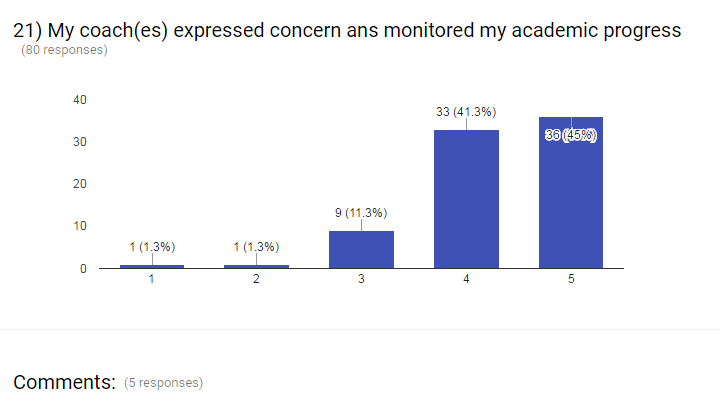 21) My coach(es) expressed concern ans monitored my academic progress
(80 responses)
40
30
20
10
0
1 (1.3%)
1 (1.3%)
9 (11.3%)
33 (41.3%)
36 (45%)
1 2 3 4 5
Comments: (5 responses)